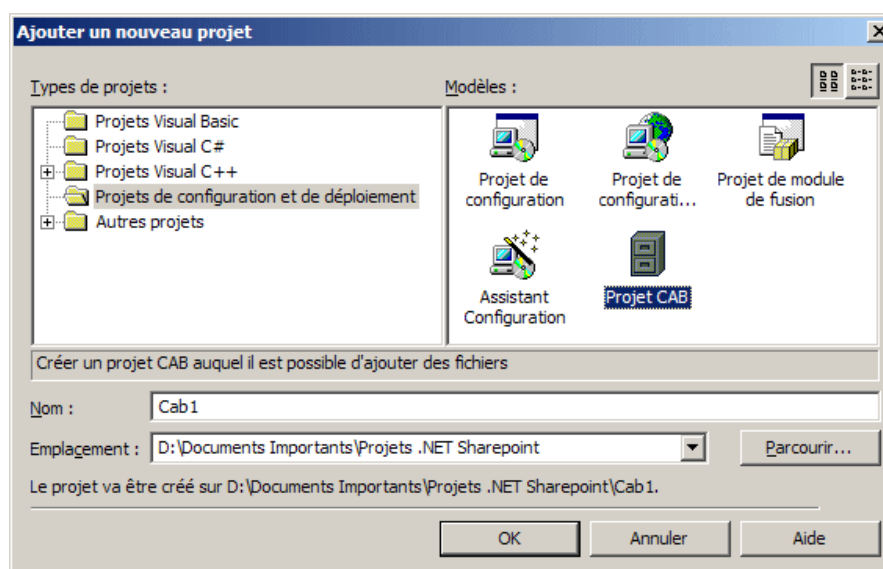 Ajouter un nouveau projet
Types de projets :
Modèles :
Projets Visual Basic
Projets Visual C#
Projets Visual C++
Projets de configuration et de déploiement
Autres projets
Projet de configuration
Projet de configurati...
Projet de module de fusion
Assistant Configuration
Projet CAB
Créer un projet CAB auquel il est possible d'ajouter des fichiers
Nom :
Cab1
Emplacement :
D:\Documents Importants\Projets .NET Sharepoint
Parcourir...
Le projet va être créé sur D:\Documents Importants\Projets .NET Sharepoint\Cab1.
OK
Annuler
Aide